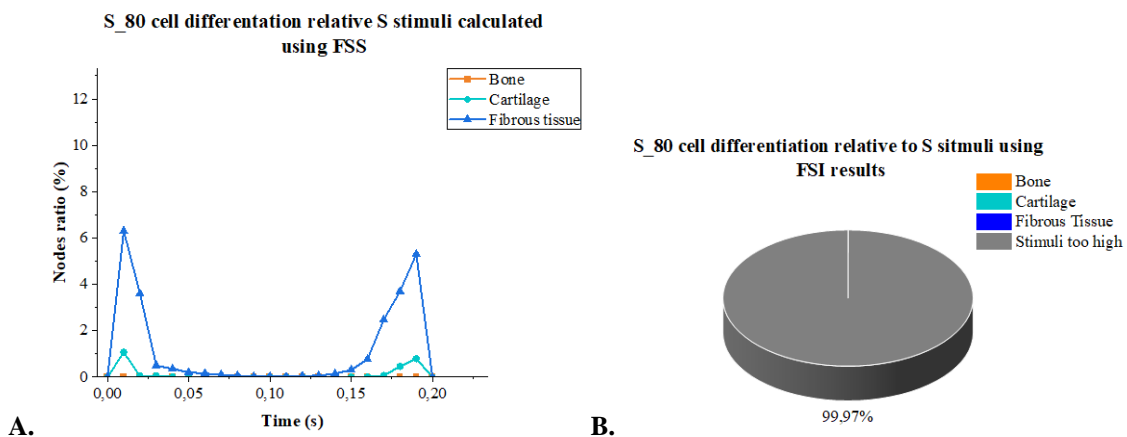 S_80 cell differentation relative S stimuli calculated
using FSS
Bone
Cartilage
Fibrous tissue
Nodes ratio (%)
12
10
8
6
4
2
0
0,00 0,05 0,10 0,15 0,20
Time (s)
A.
S_80 cell differentiation relative to S sitmuli using
FSI results
Bone
Cartilage
Fibrous Tissue
Stimuli too high
99,97%
B.